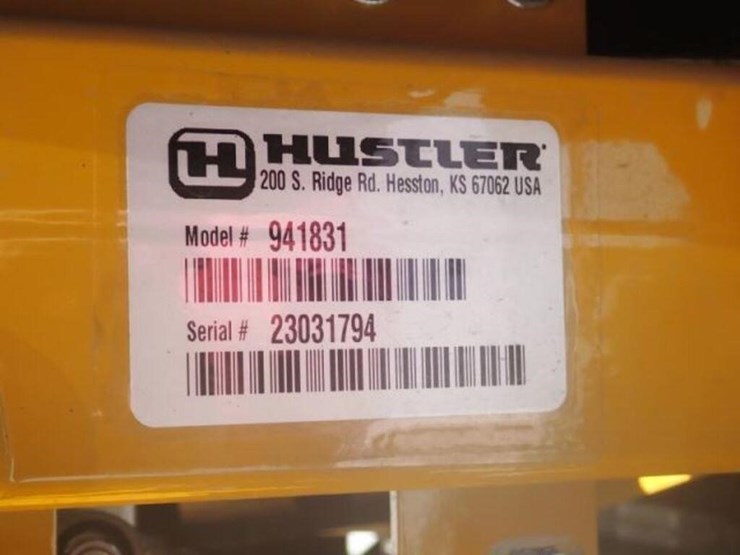 H HUSTLER
200 S. Ridge Rd. Hesston, KS 67062 USA
Model # 941831
Serial # 23031794